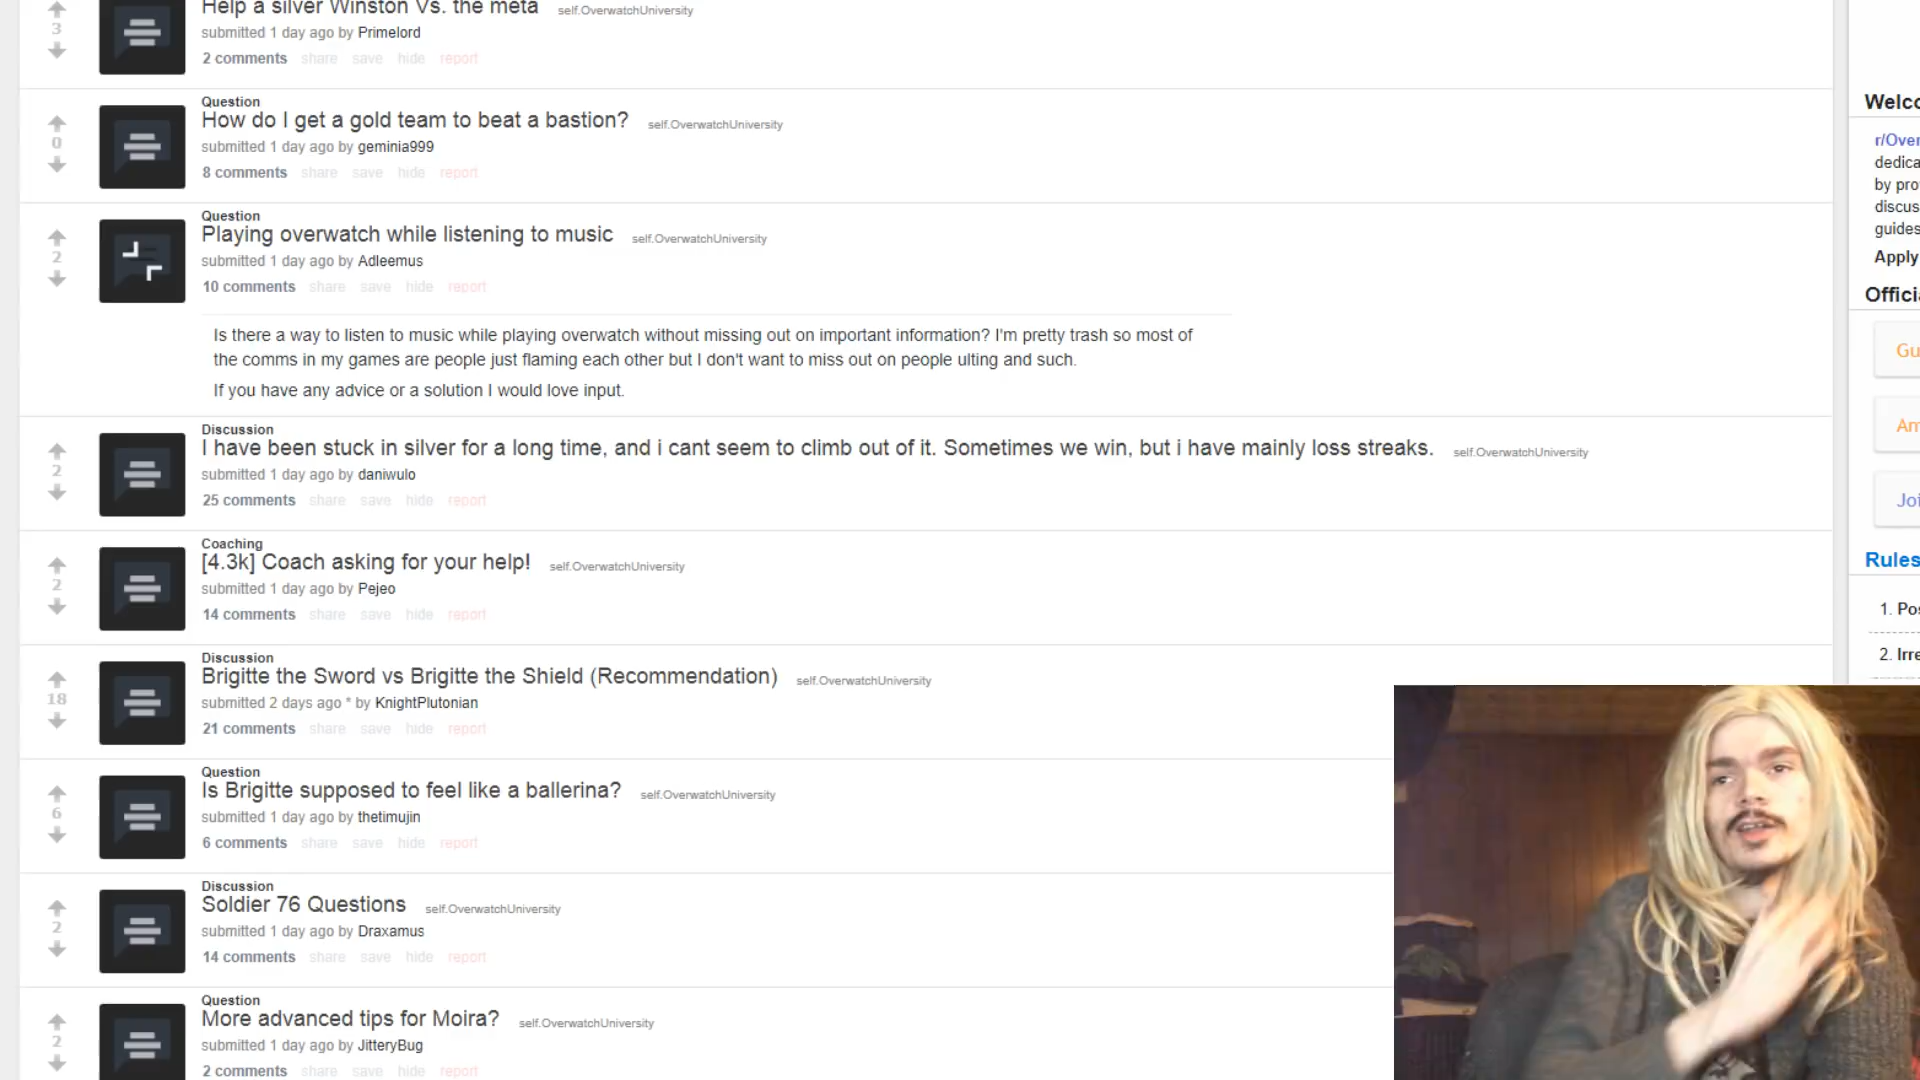 Help a silver Winston Vs. the meta self.OverwatchUniversity
3
submitted 1 day ago by Primelord
2 comments share save hide report
Question
How do I get a gold team to beat a bastion? self.OverwatchUniversity
0
submitted 1 day ago by geminia999
8 comments share save hide report
Question
Playing overwatch while listening to music self.OverwatchUniversity
2
submitted 1 day ago by Adleemus
10 comments share save hide report
Is there a way to listen to music while playing overwatch without missing out on important information? I'm pretty trash so most of
the comms in my games are people just flaming each other but I don't want to miss out on people ulting and such.
If you have any advice or a solution I would love input.
Discussion
I have been stuck in silver for a long time, and i cant seem to climb out of it. Sometimes we win, but i have mainly loss streaks. self.OverwatchUniversity
2
submitted 1 day ago by daniwulo
25 comments share save hide report
Coaching
[4.3k] Coach asking for your help! self.OverwatchUniversity
2
submitted 1 day ago by Pejeo
14 comments share save hide report
Discussion
Brigitte the Sword vs Brigitte the Shield (Recommendation) self.OverwatchUniversity
18
submitted 2 days ago * by KnightPlutonian
21 comments share save hide report
Question
Is Brigitte supposed to feel like a ballerina? self.OverwatchUniversity
6
submitted 1 day ago by thetimujin
6 comments share save hide report
Discussion
Soldier 76 Questions self.OverwatchUniversity
2
submitted 1 day ago by Draxamus
14 comments share save hide report
Question
More advanced tips for Moira? self.OverwatchUniversity
2
submitted 1 day ago by JitteryBug
2 comments share save hide report
Welco
r/Over
dedica
by pro
discus
guides
Apply
Offici
Gu
Am
Joi
Rules
1. Pos
2. Irre